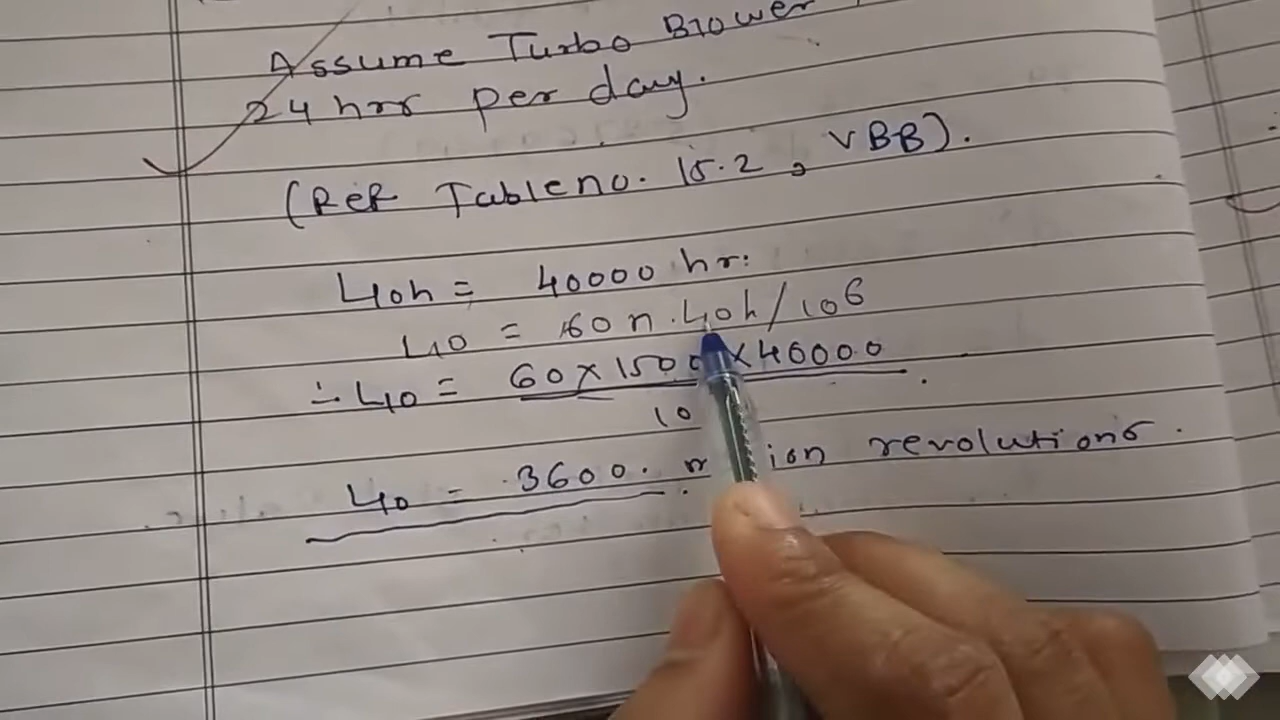 Assume Turbo Blower
24 hrs per day.
(Ref Table no. 15.2, VBB).
L10h = 40000 hr.
L10 = 60 n . L10h / 10^6
∴ L10 = 60 × 1500 × 40000
10
L10 = 3600. revolutions.